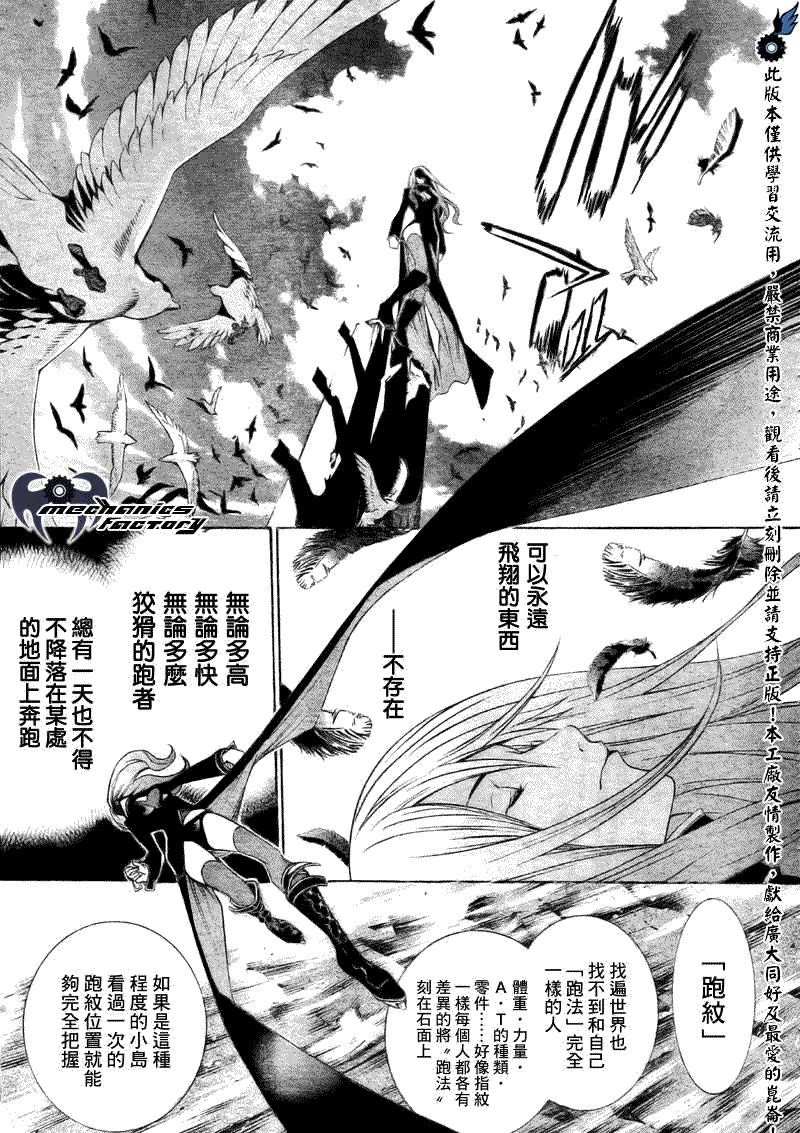 此版本僅供學習交流用，嚴禁商業用途，觀看後請立刻刪除並請支持正版！本工廠友情製作，獻給廣大同好及最愛的崑崙！
mechanics
factory
可以永遠
飛翔的東西
——不存在
無論多高
無論多快
無論多麼
狡猾的跑者
總有一天也不得
不降落在某處
的地面上奔跑
「跑紋」
找遍世界也
找不到和自己
「跑法」完全
一樣的人
體重・力量・
A・T的種類・
零件……好像指紋
一樣每個人都各有
差異的將〝跑法〞
刻在石面上
如果是這種
程度的小島
看過一次的
跑紋位置就能
夠完全把握